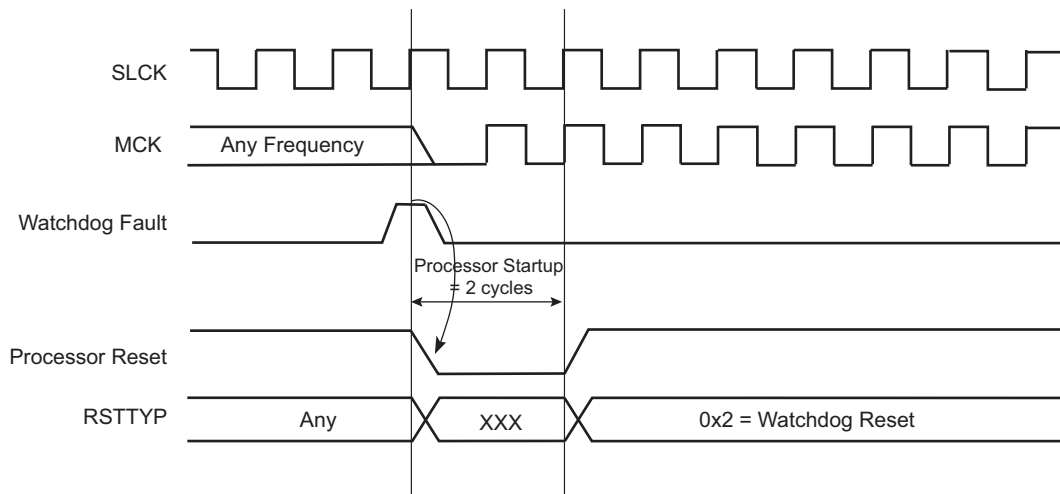 SLCK
MCK
Any Frequency
Watchdog Fault
Processor Startup
= 2 cycles
Processor Reset
RSTTYP
Any
XXX
0x2 = Watchdog Reset